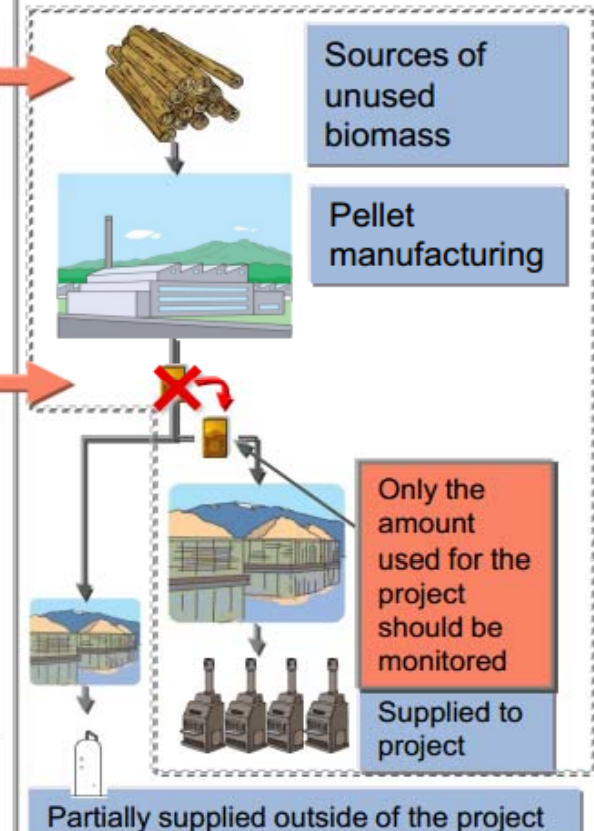 Sources of
unused
biomass
Pellet
manufacturing
Only the
amount
used for the
project
should be
monitored
Supplied to
project
Partially supplied outside of the project